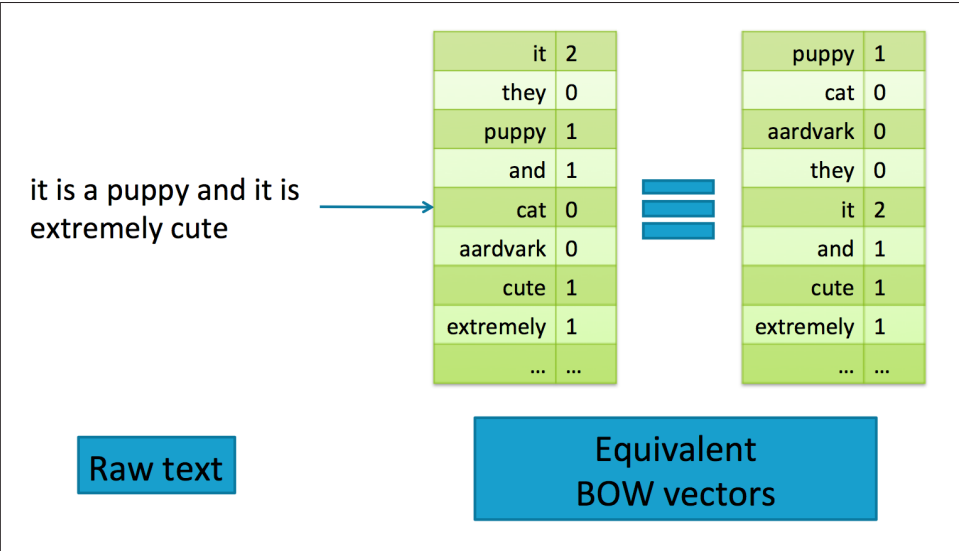 it is a puppy and it is
extremely cute
it 2
they 0
puppy 1
and 1
cat 0
aardvark 0
cute 1
extremely 1
... ...
puppy 1
cat 0
aardvark 0
they 0
it 2
and 1
cute 1
extremely 1
... ...
Raw text
Equivalent
BOW vectors